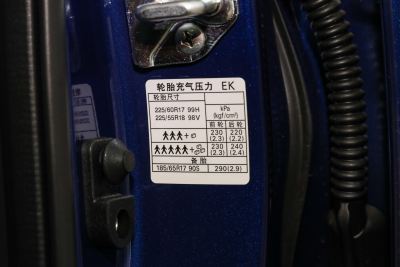 轮胎充气压力 EK
轮胎尺寸 kPa
(kgf/cm²)
225/60R17 99H
225/55R18 98V
前轮 后轮
230 220
(2.3) (2.2)
230 240
(2.3) (2.4)
备胎
185/65R17 90S 290(2.9)